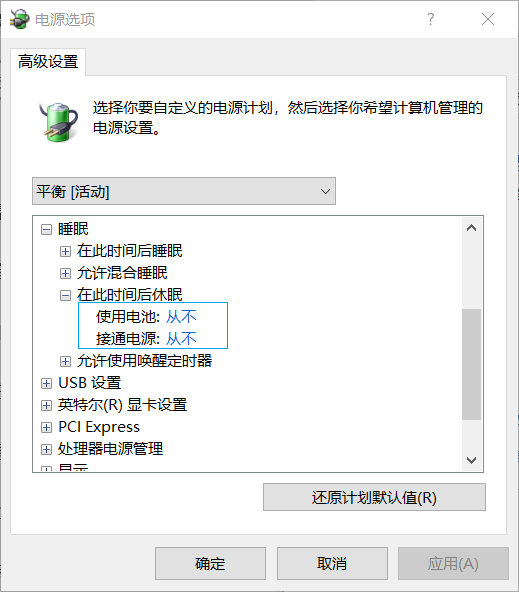 电源选项
高级设置
选择你要自定义的电源计划，然后选择你希望计算机管理的
电源设置。
平衡 [活动]
睡眠
在此时间后睡眠
允许混合睡眠
在此时间后休眠
使用电池: 从不
接通电源: 从不
允许使用唤醒定时器
USB 设置
英特尔(R) 显卡设置
PCI Express
处理器电源管理
显示
还原计划默认值(R)
确定
取消
应用(A)